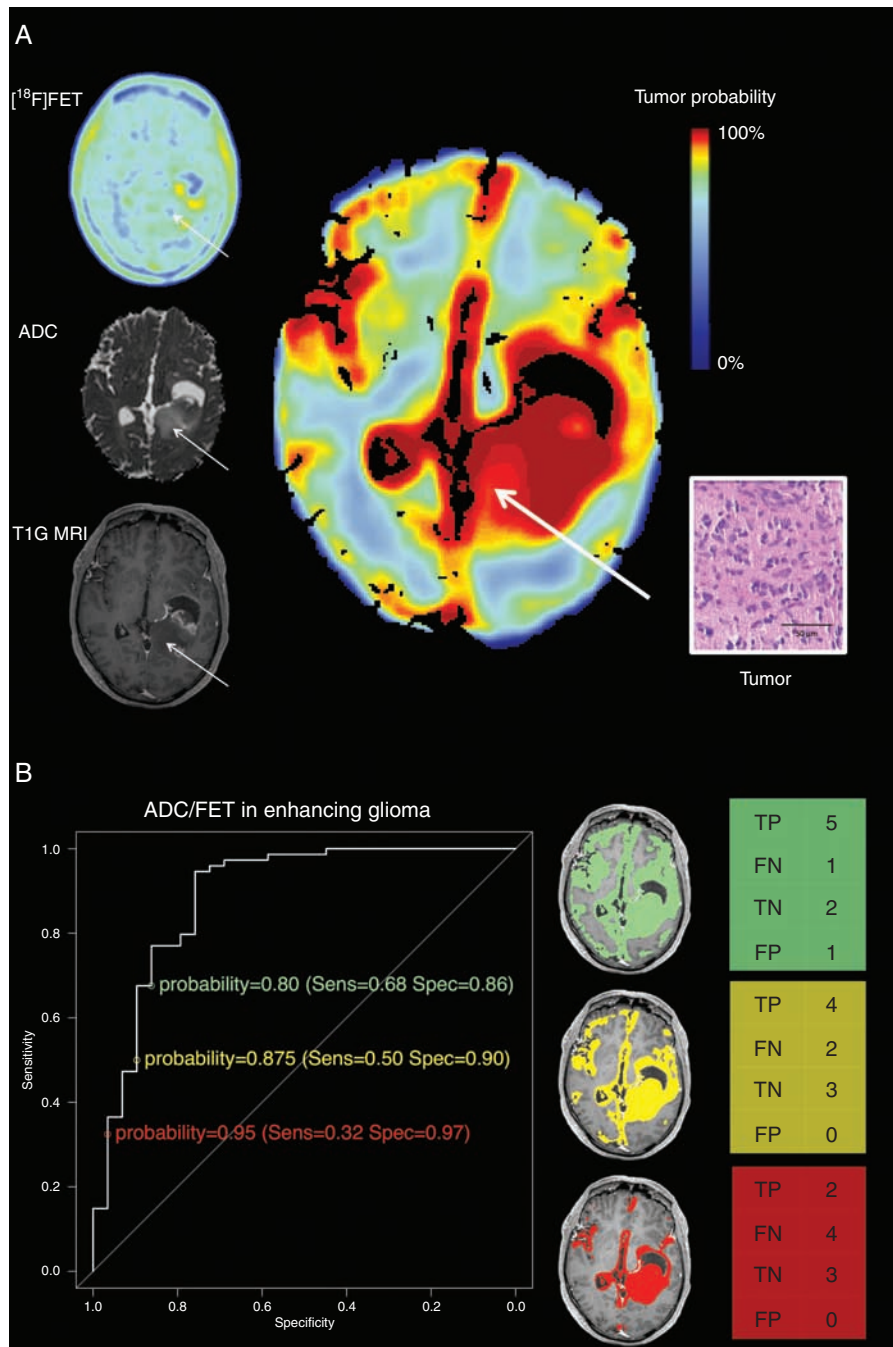 A
[18F]FET
Tumor probability
100%
0%
ADC
T1G MRI
50 µm
Tumor
B
ADC/FET in enhancing glioma
1.0
0.8
0.6
0.4
0.2
0.0
Sensitivity
probability=0.80 (Sens=0.68 Spec=0.86)
probability=0.875 (Sens=0.50 Spec=0.90)
probability=0.95 (Sens=0.32 Spec=0.97)
1.0 0.8 0.6 0.4 0.2 0.0
Specificity
TP 5
FN 1
TN 2
FP 1
TP 4
FN 2
TN 3
FP 0
TP 2
FN 4
TN 3
FP 0